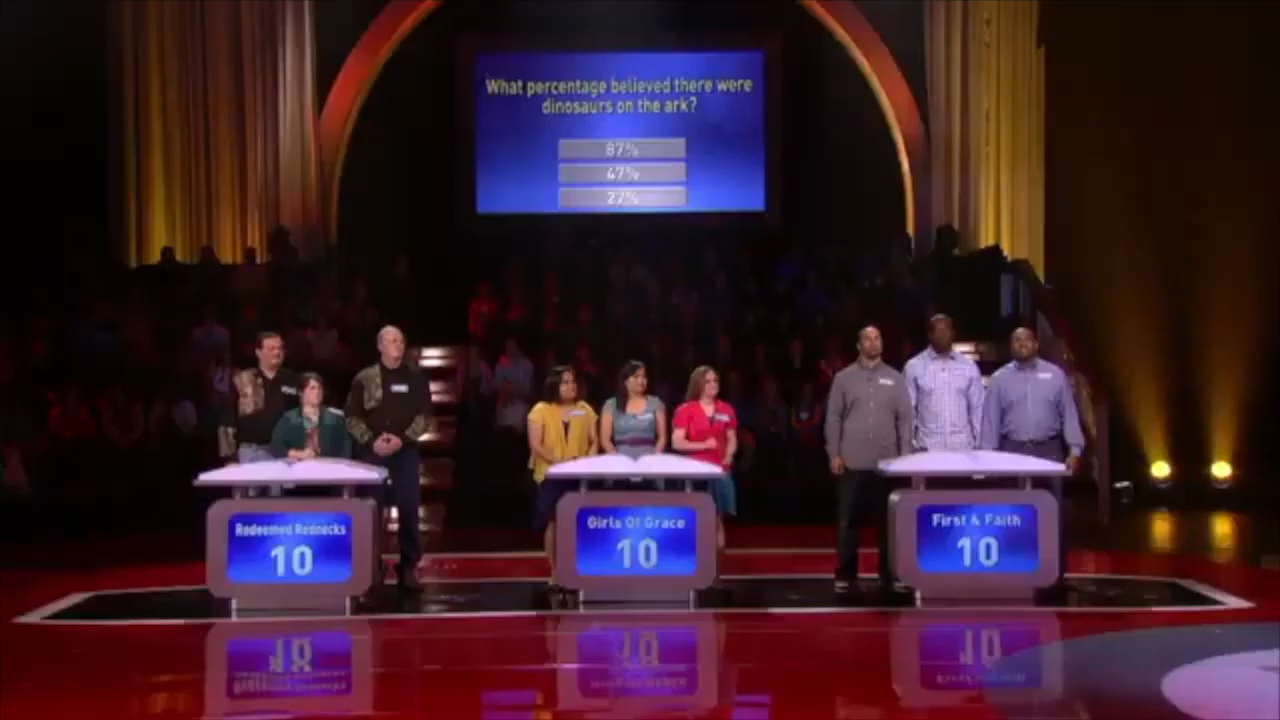 What percentage believed there were
dinosaurs on the ark?
87%
47%
27%
Redeemed Rednecks
10
Girls Of Grace
10
First & Faith
10